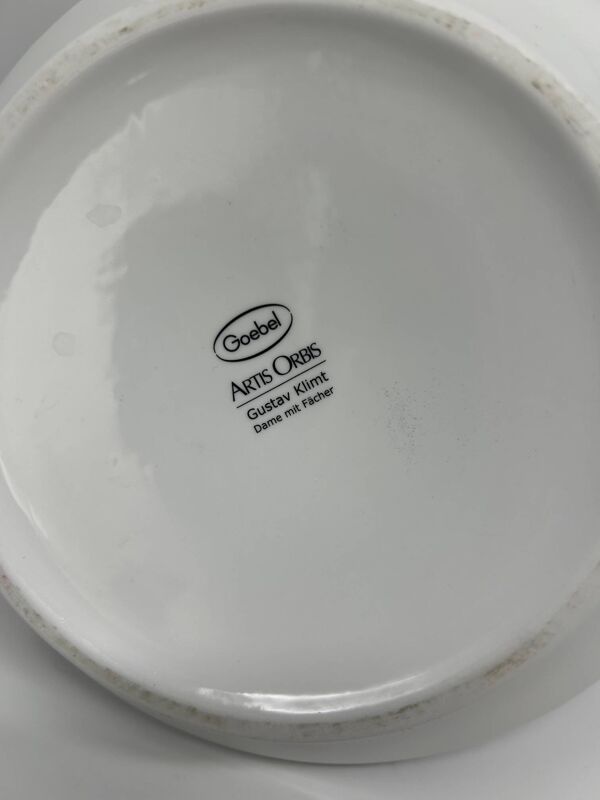 Goebel
ARTIS ORBIS
Gustav Klimt
Dame mit Fächer